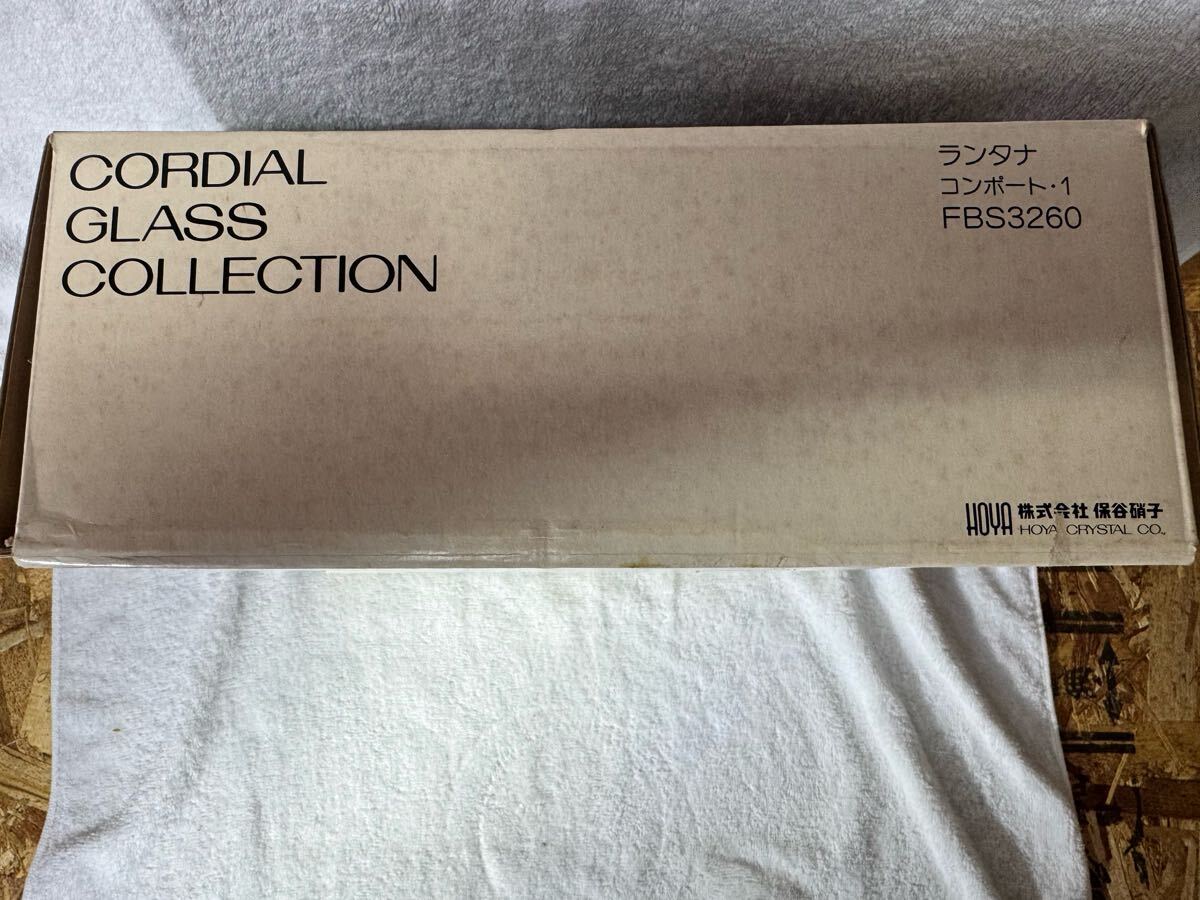 CORDIAL
GLASS
COLLECTION
ランタナ
コンポート・1
FBS3260
HOYA 株式会社 保谷硝子
HOYA CRYSTAL CO.,